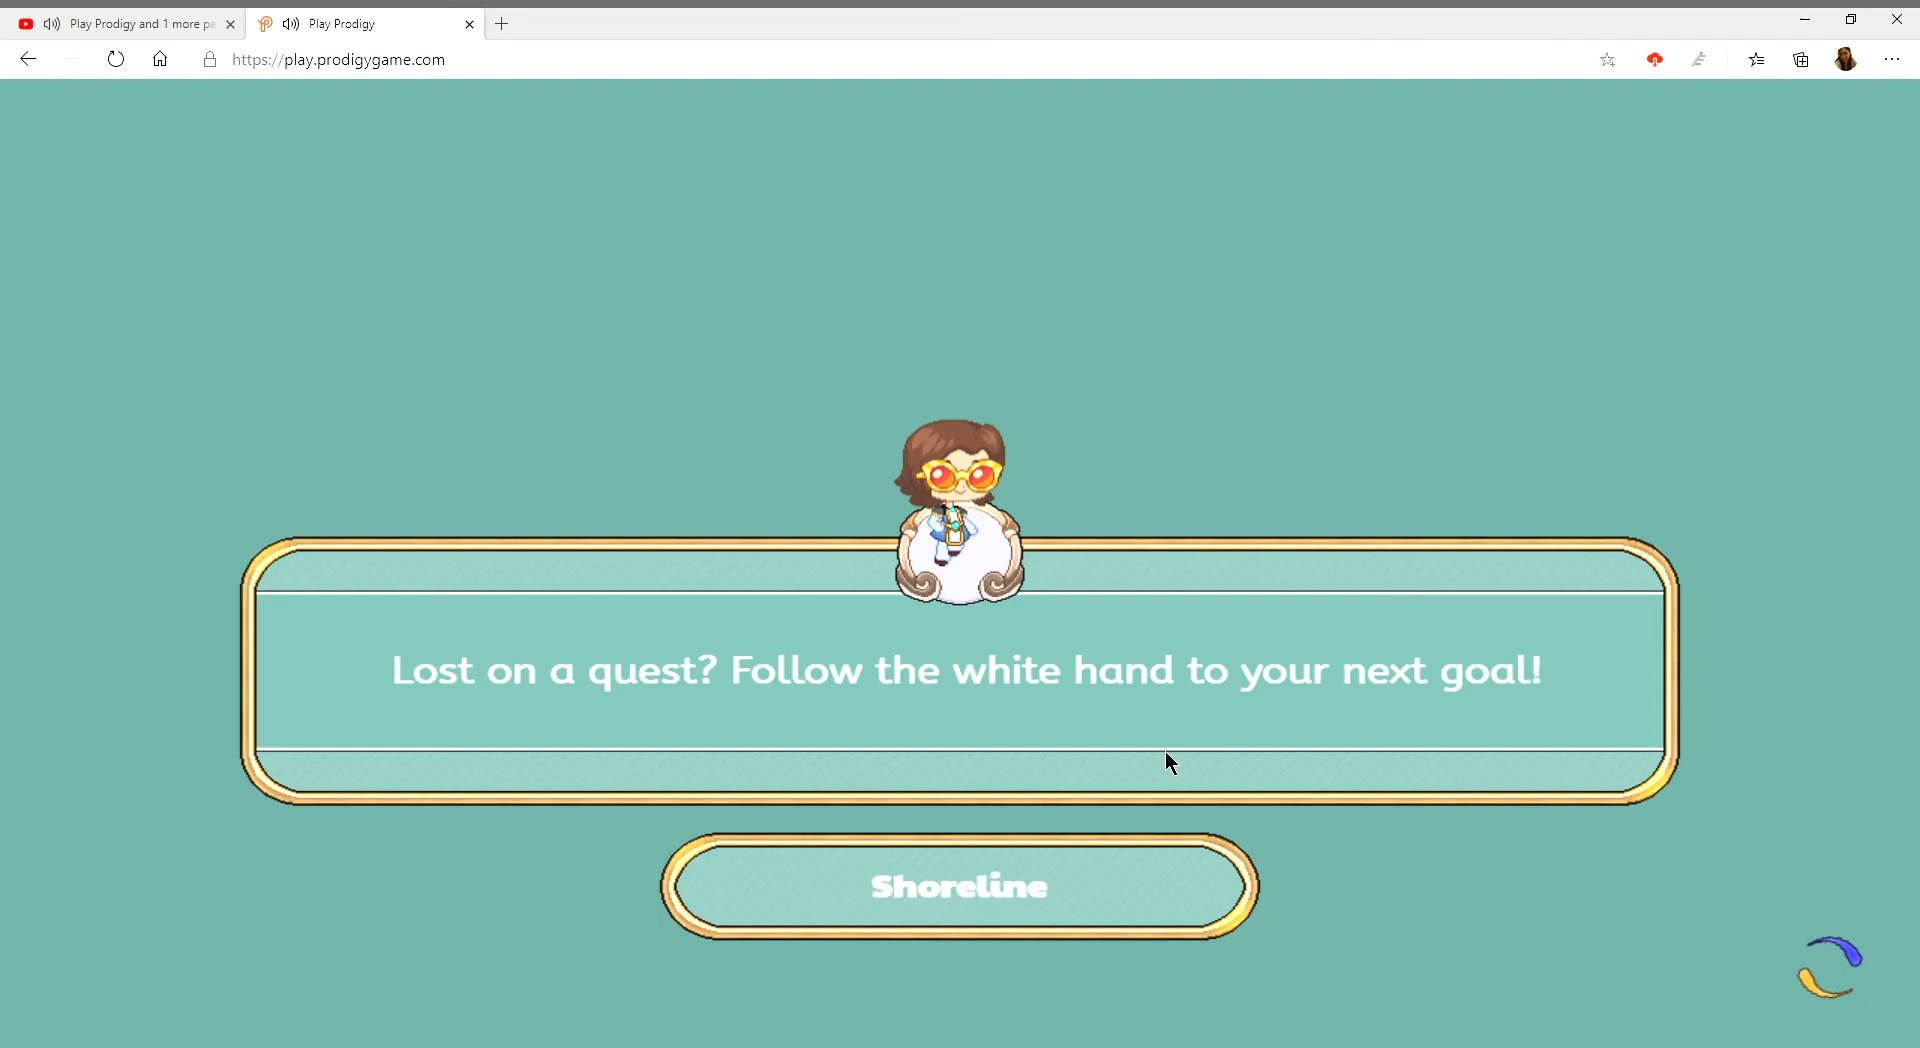 Play Prodigy and 1 more pa
Play Prodigy
https://play.prodigygame.com
Lost on a quest? Follow the white hand to your next goal!
Shoreline